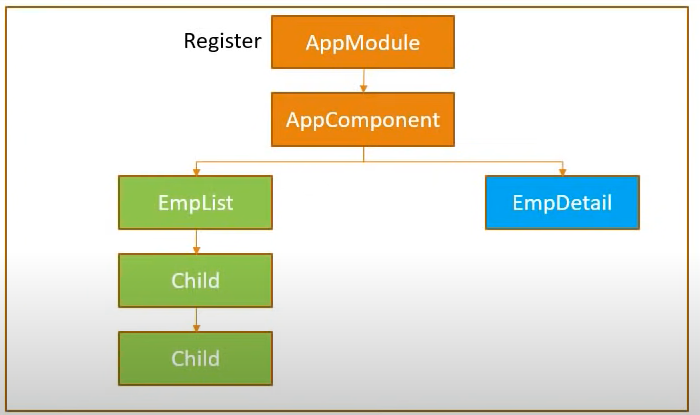 Register
AppModule
AppComponent
EmpList
EmpDetail
Child
Child